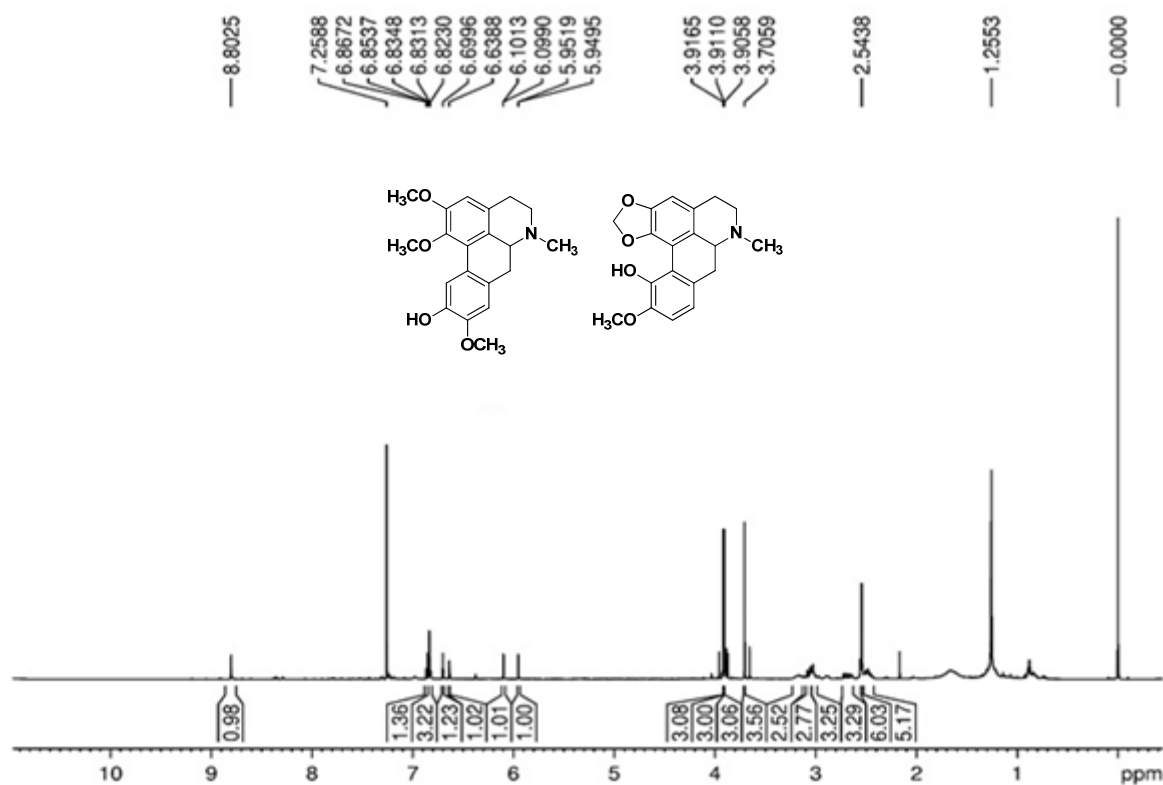 8.8025
7.2588
6.8672
6.8537
6.8348
6.8313
6.8230
6.6996
6.6388
6.1013
6.0990
5.9519
5.9495
3.9165
3.9110
3.9058
3.7059
2.5438
1.2553
0.0000
H₃CO
H₃CO
N
CH₃
HO
OCH₃
O
O
N
CH₃
HO
H₃CO
0.98
1.36
3.22
1.23
1.02
1.01
1.00
3.08
3.00
3.06
3.56
2.52
2.77
3.25
3.29
6.03
5.17
10 9 8 7 6 5 4 3 2 1 ppm